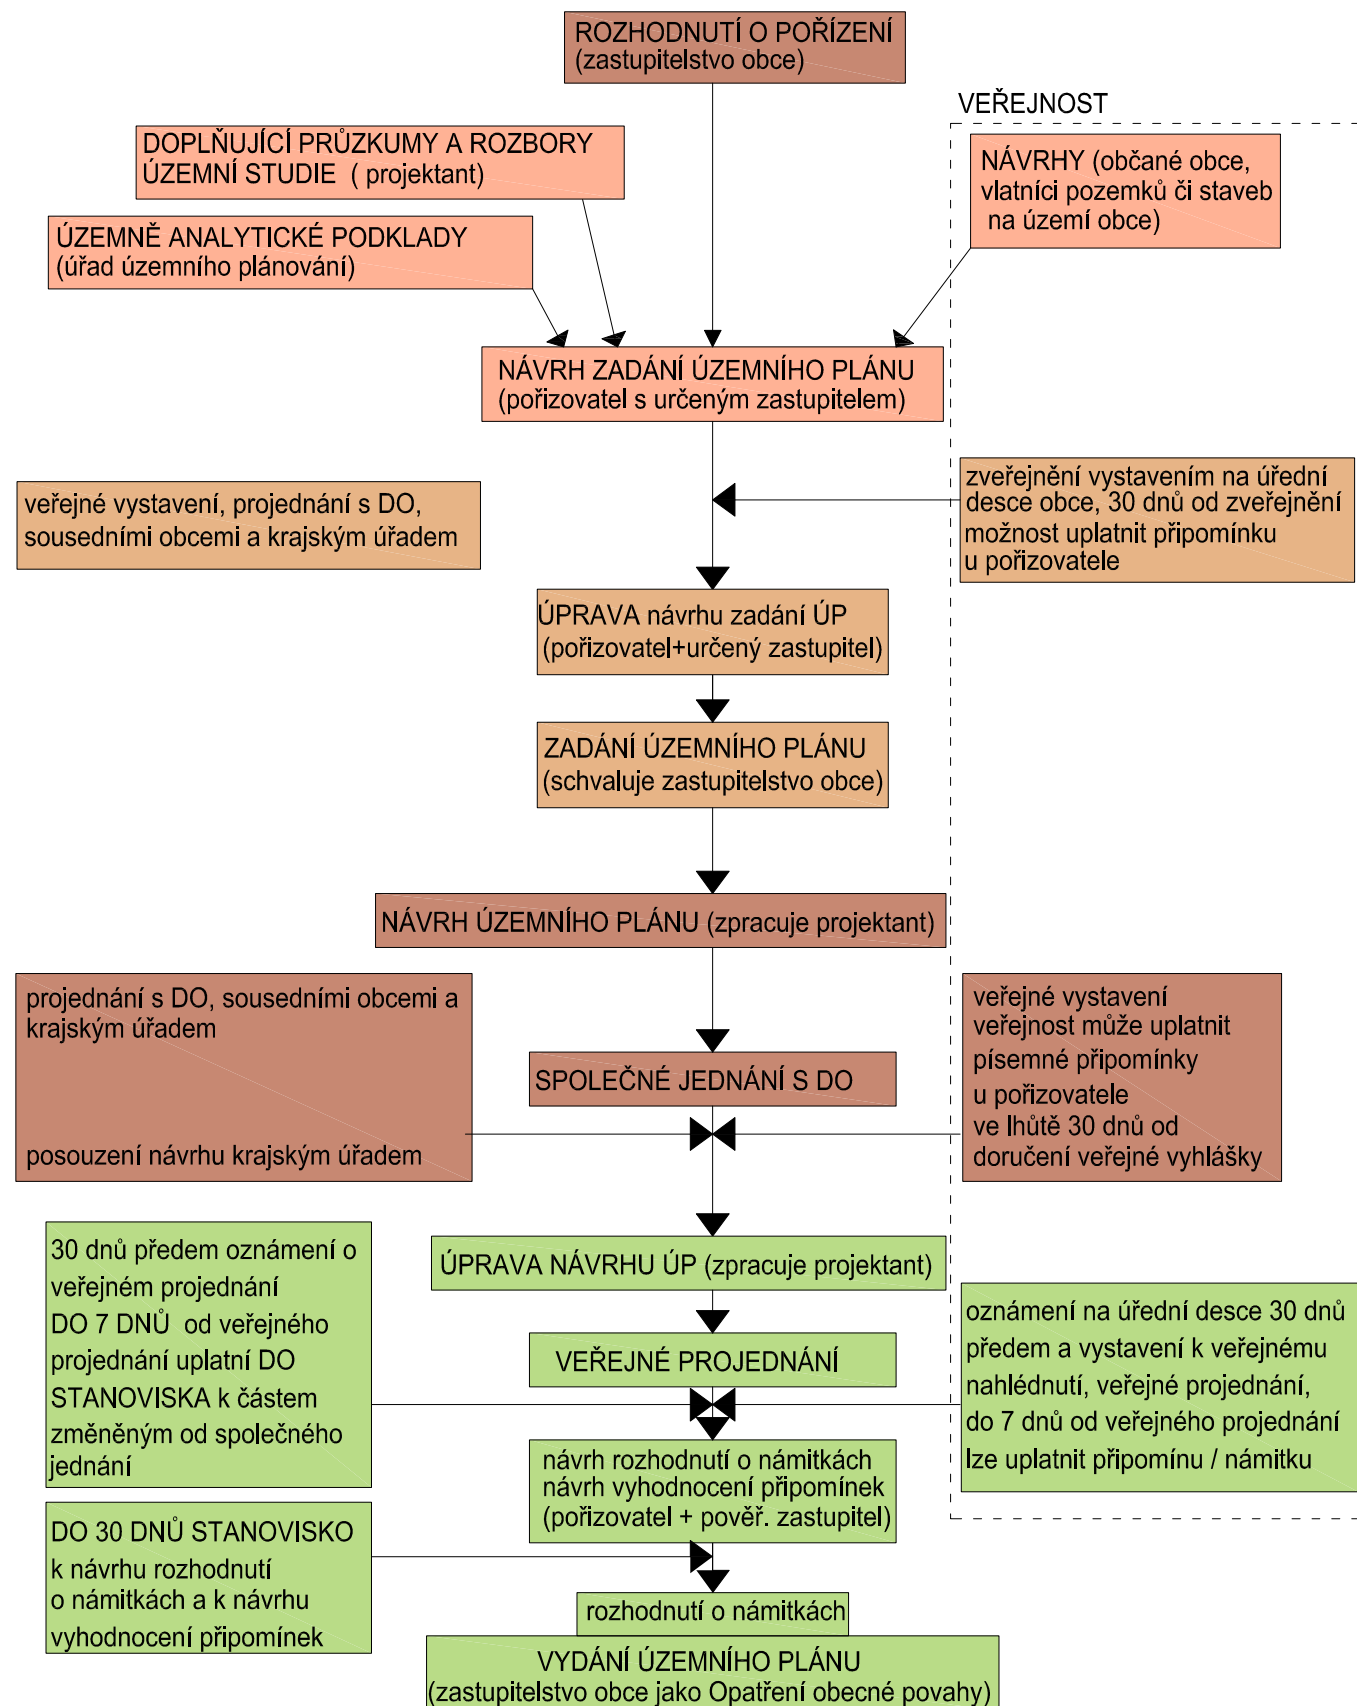 ROZHODNUTÍ O POŘÍZENÍ
(zastupitelstvo obce)
VEŘEJNOST
DOPLŇUJÍCÍ PRŮZKUMY A ROZBORY
ÚZEMNÍ STUDIE ( projektant)
NÁVRHY (občané obce,
vlatníci pozemků či staveb
na území obce)
ÚZEMNĚ ANALYTICKÉ PODKLADY
(úřad územního plánování)
NÁVRH ZADÁNÍ ÚZEMNÍHO PLÁNU
(pořizovatel s určeným zastupitelem)
veřejné vystavení, projednání s DO,
sousedními obcemi a krajským úřadem
zveřejnění vystavením na úřední
desce obce, 30 dnů od zveřejnění
možnost uplatnit připomínku
u pořizovatele
ÚPRAVA návrhu zadání ÚP
(pořizovatel+určený zastupitel)
ZADÁNÍ ÚZEMNÍHO PLÁNU
(schvaluje zastupitelstvo obce)
NÁVRH ÚZEMNÍHO PLÁNU (zpracuje projektant)
projednání s DO, sousedními obcemi a
krajským úřadem
posouzení návrhu krajským úřadem
SPOLEČNÉ JEDNÁNÍ S DO
veřejné vystavení
veřejnost může uplatnit
písemné připomínky
u pořizovatele
ve lhůtě 30 dnů od
doručení veřejné vyhlášky
ÚPRAVA NÁVRHU ÚP (zpracuje projektant)
30 dnů předem oznámení o
veřejném projednání
DO 7 DNŮ od veřejného
projednání uplatní DO
STANOVISKA k částem
změněným od společného
jednání
VEŘEJNÉ PROJEDNÁNÍ
oznámení na úřední desce 30 dnů
předem a vystavení k veřejnému
nahlédnutí, veřejné projednání,
do 7 dnů od veřejného projednání
lze uplatnit připomínu / námitku
návrh rozhodnutí o námitkách
návrh vyhodnocení připomínek
(pořizovatel + pověř. zastupitel)
DO 30 DNŮ STANOVISKO
k návrhu rozhodnutí
o námitkách a k návrhu
vyhodnocení připomínek
rozhodnutí o námitkách
VYDÁNÍ ÚZEMNÍHO PLÁNU
(zastupitelstvo obce jako Opatření obecné povahy)